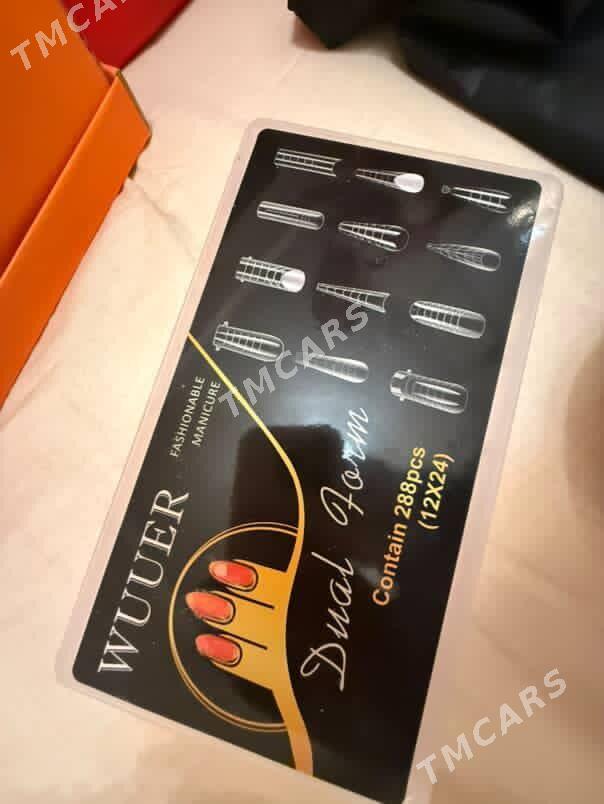 TMCARS
WUUER
FASHIONABLE
MANICURE
TMCARS
Dual Form
Contain 288pcs
(12X24)
TMCARS